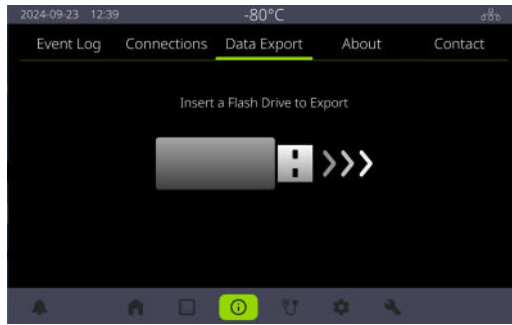 2024-09-23 12:39 -80°C
Event Log Connections Data Export About Contact
Insert a Flash Drive to Export